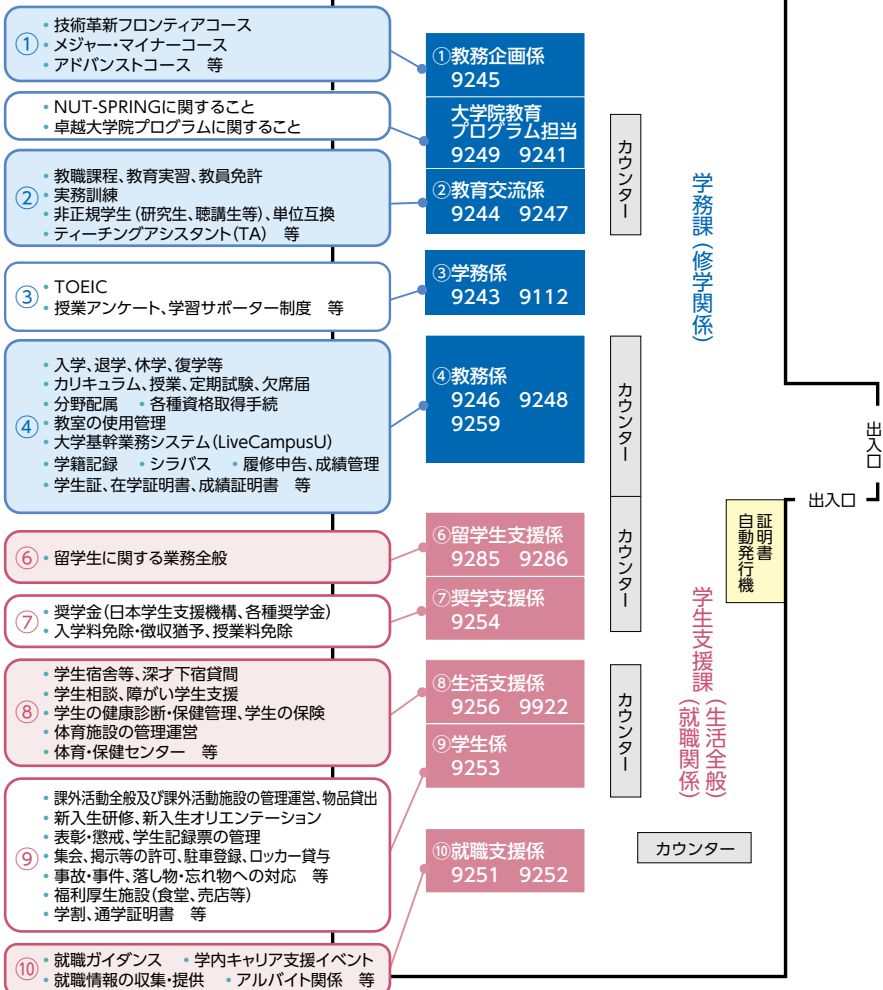 ①
・技術革新フロンティアコース
・メジャー・マイナーコース
・アドバンストコース　等
・NUT-SPRINGに関すること
・卓越大学院プログラムに関すること
②
・教職課程、教育実習、教員免許
・実務訓練
・非正規学生（研究生、聴講生等）、単位互換
・ティーチングアシスタント（TA）　等
③
・TOEIC
・授業アンケート、学習サポーター制度　等
④
・入学、退学、休学、復学等
・カリキュラム、授業、定期試験、欠席届
・分野配属　・各種資格取得手続
・教室の使用管理
・大学基幹業務システム（LiveCampusU）
・学籍記録　・シラバス　・履修申告、成績管理
・学生証、在学証明書、成績証明書　等
⑥
・留学生に関する業務全般
⑦
・奨学金（日本学生支援機構、各種奨学金）
・入学料免除・徴収猶予、授業料免除
⑧
・学生宿舎等、深才下宿貸間
・学生相談、障がい学生支援
・学生の健康診断・保健管理、学生の保険
・体育施設の管理運営
・体育・保健センター　等
⑨
・課外活動全般及び課外活動施設の管理運営、物品貸出
・新入生研修、新入生オリエンテーション
・表彰・懲戒、学生記録票の管理
・集会、掲示等の許可、駐車登録、ロッカー貸与
・事故・事件、落し物・忘れ物への対応　等
・福利厚生施設（食堂、売店等）
・学割、通学証明書　等
⑩
・就職ガイダンス　・学内キャリア支援イベント
・就職情報の収集・提供　・アルバイト関係　等
①教務企画係
9245
大学院教育
プログラム担当
9249　9241
②教育交流係
9244　9247
③学務係
9243　9112
④教務係
9246　9248
9259
⑥留学生支援係
9285　9286
⑦奨学支援係
9254
⑧生活支援係
9256　9922
⑨学生係
9253
⑩就職支援係
9251　9252
カウンター
カウンター
カウンター
カウンター
カウンター
学務課（修学関係）
学生支援課（生活全般）
（就職関係）
証明書
自動発行機
出入口
出入口